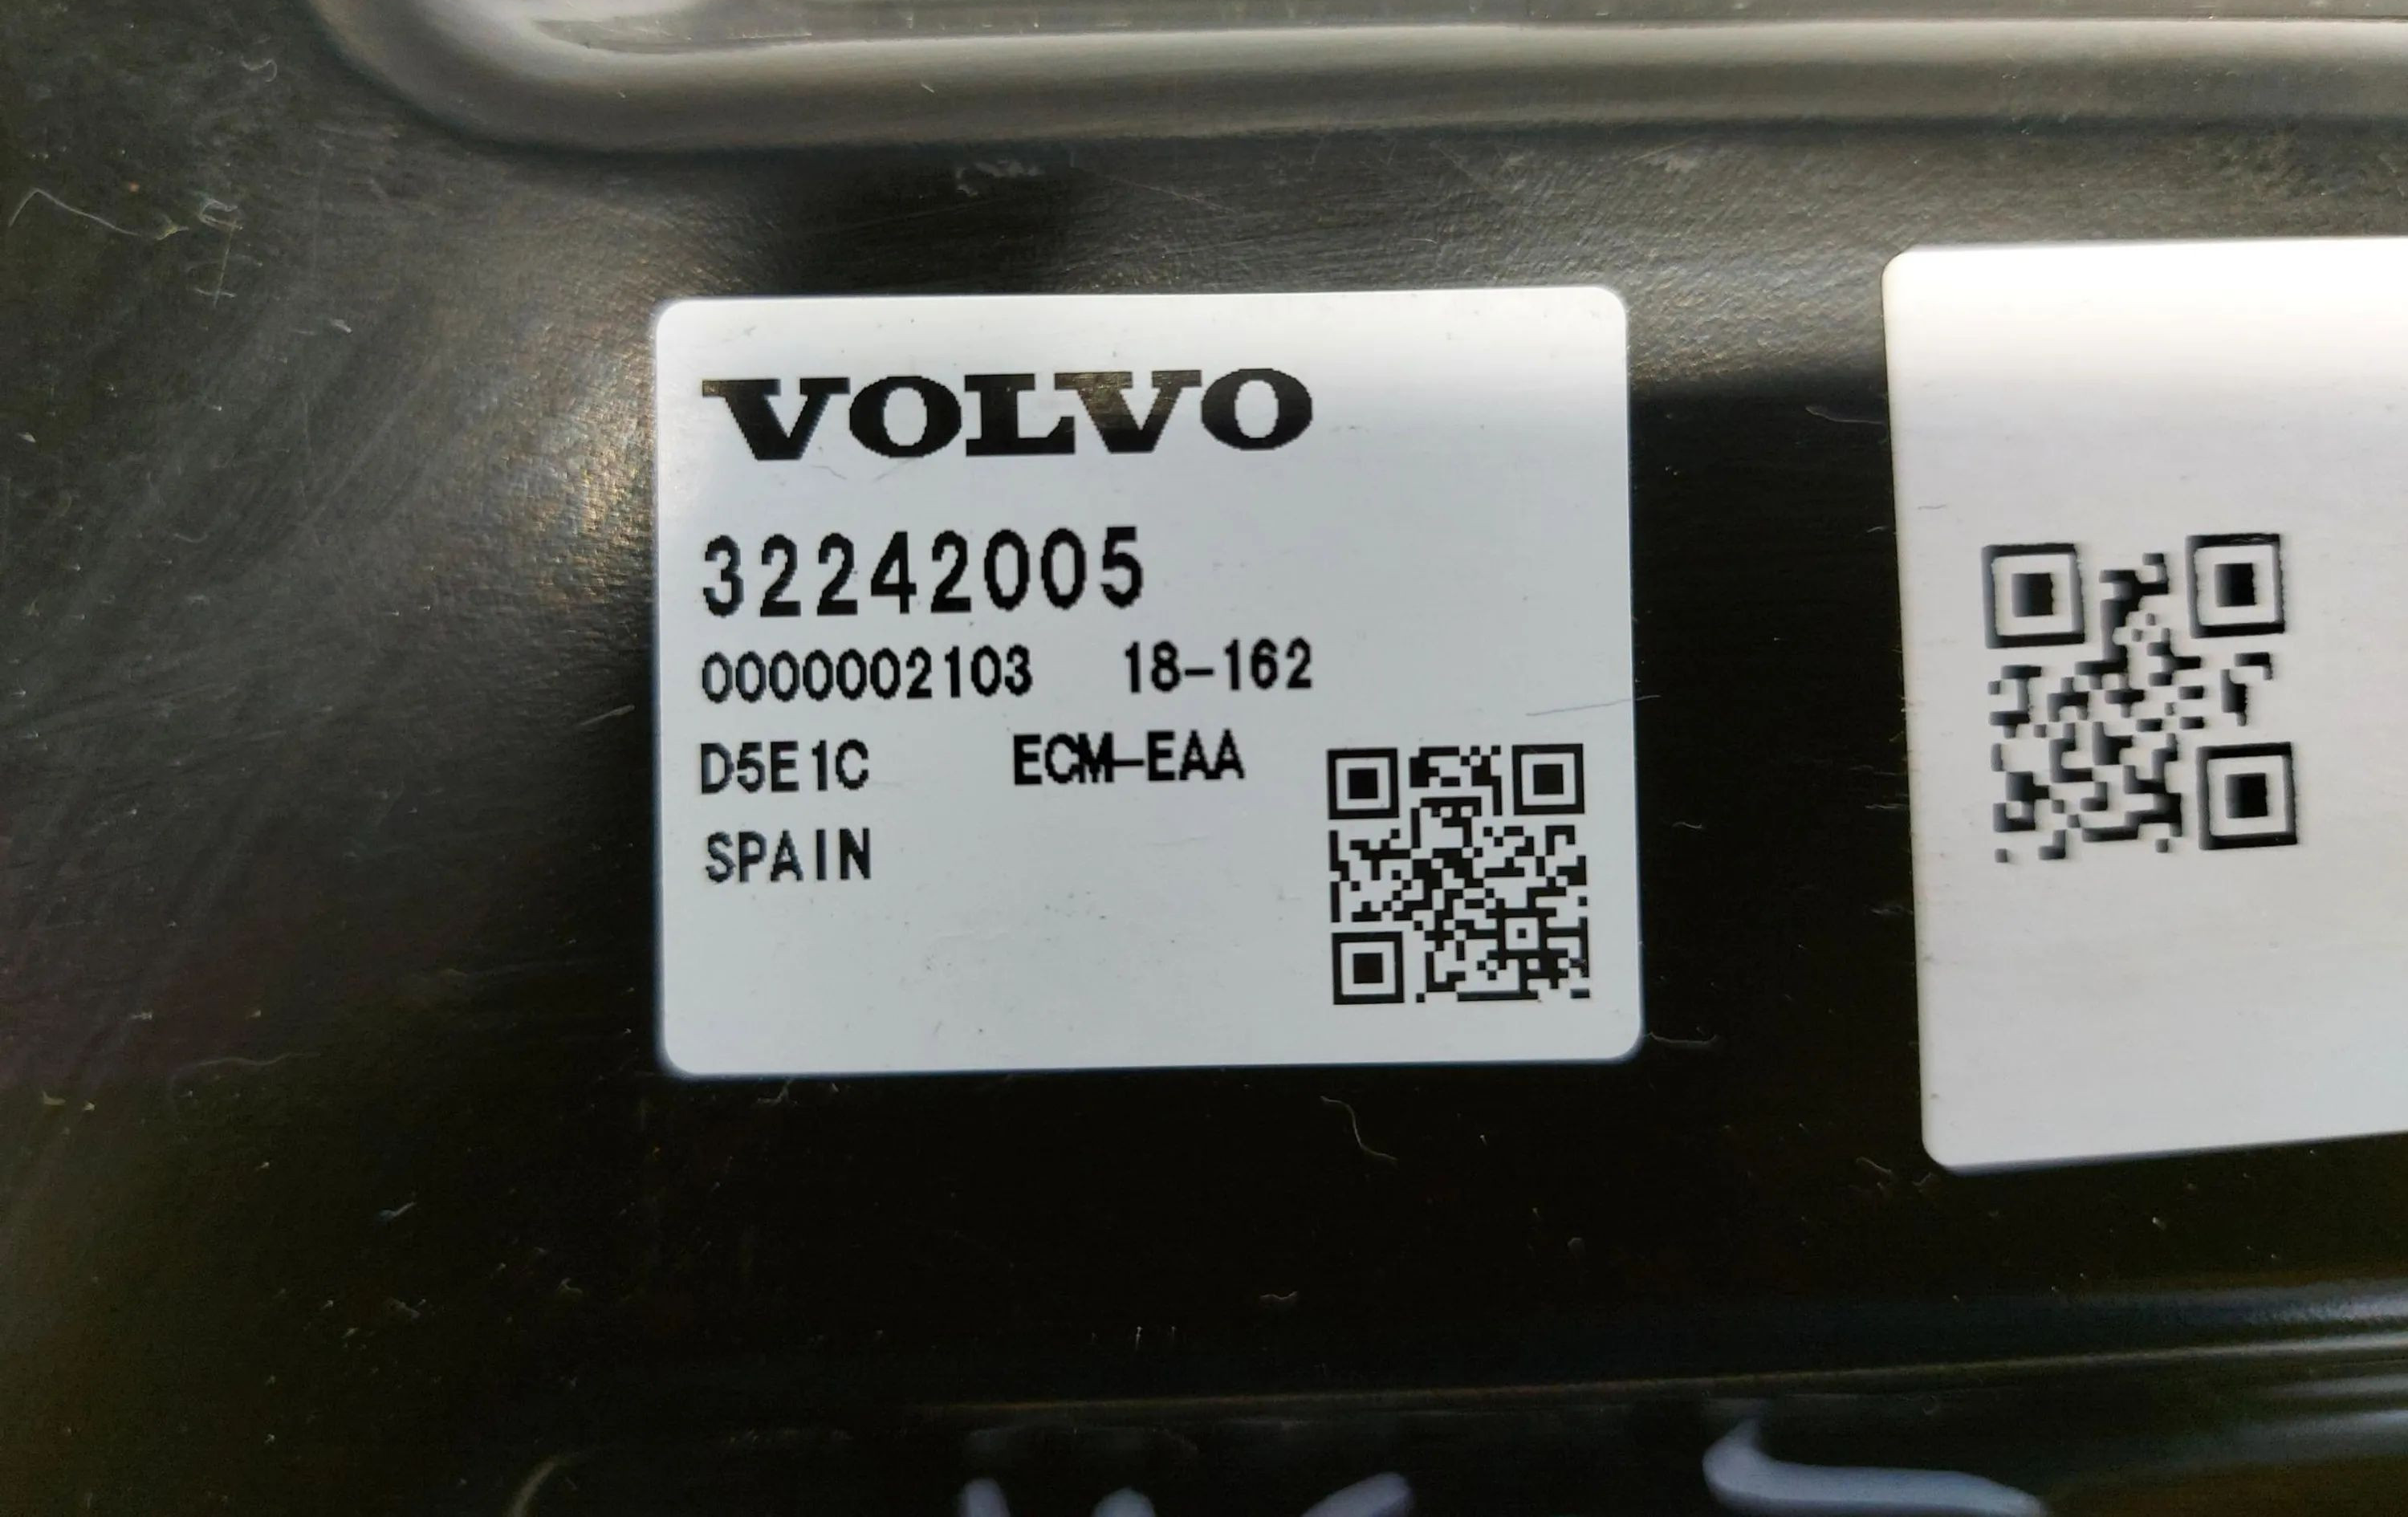 VOLVO
32242005
0000002103 18-162
D5E1C ECM-EAA
SPAIN